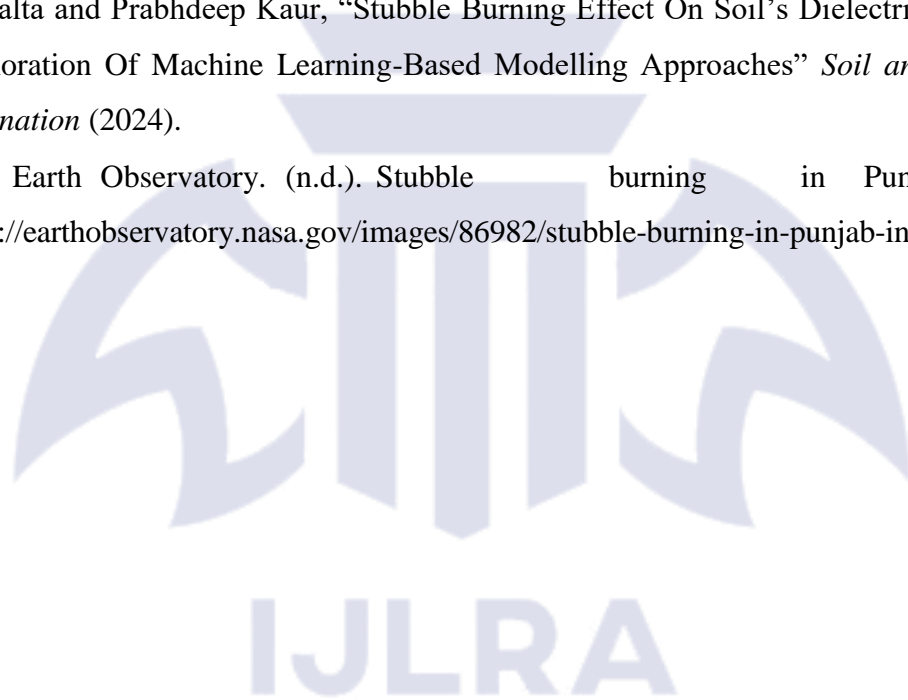 alta and Prabhdeep Kaur, “Stubble Burning Effect On Soil’s Dielectri
oration Of Machine Learning-Based Modelling Approaches” Soil an
nation (2024).
Earth Observatory. (n.d.). Stubble burning in Pun
://earthobservatory.nasa.gov/images/86982/stubble-burning-in-punjab-in
IJLRA